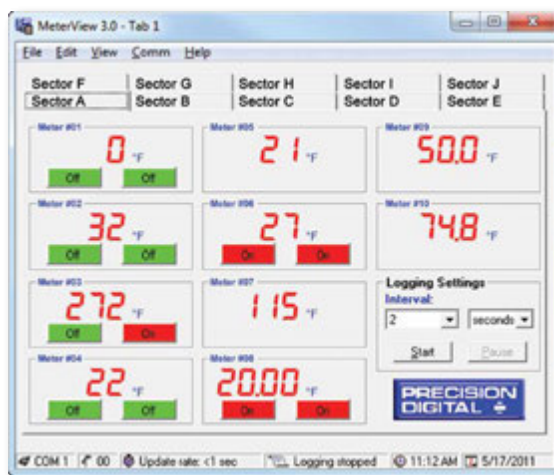 MeterView 3.0 - Tab 1
File Edit View Comm Help
Sector F Sector G Sector H Sector I Sector J
Sector A Sector B Sector C Sector D Sector E
Meter #01
0 °F
Off Off
Meter #02
32 °F
Off Off
Meter #03
272 °F
Off On
Meter #04
22 °F
Off Off
Meter #05
21 °F
Meter #06
27 °F
On On
Meter #07
115 °F
Meter #08
20.00 °F
On On
Meter #09
50.0 °F
Meter #10
74.8 °F
Logging Settings
Interval:
2 seconds
Start Pause
PRECISION
DIGITAL
COM 1 00 Update rate: <1 sec Logging stopped 11:12 AM 5/17/2011